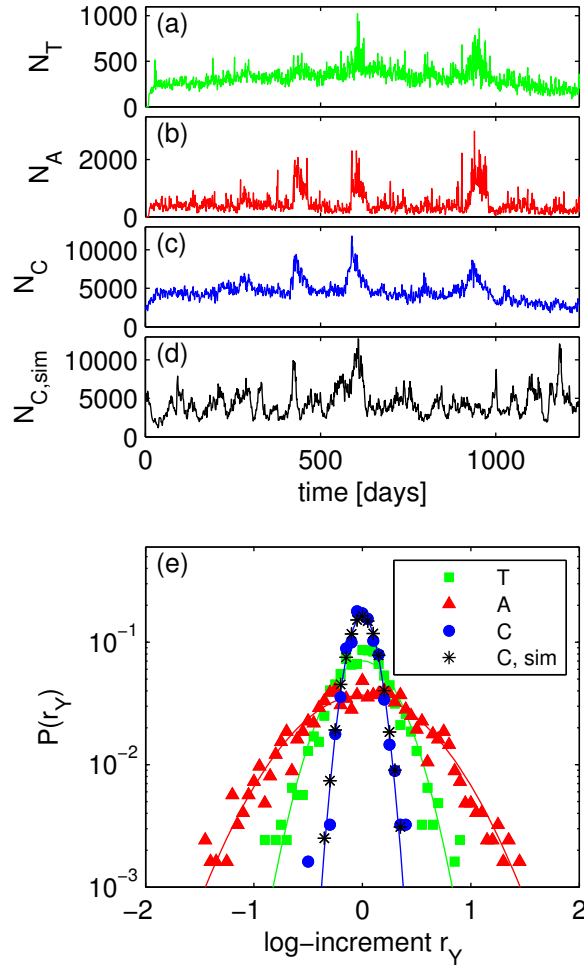 (a)
1000
500
0
N_T
(b)
2000
0
N_A
(c)
10000
5000
0
N_C
(d)
10000
5000
0
N_{C,sim}
0 500 1000
time [days]
(e)
T
A
C
C, sim
10^{−1}
10^{−2}
10^{−3}
P(r_Y)
−2 −1 0 1 2
log−increment r_Y